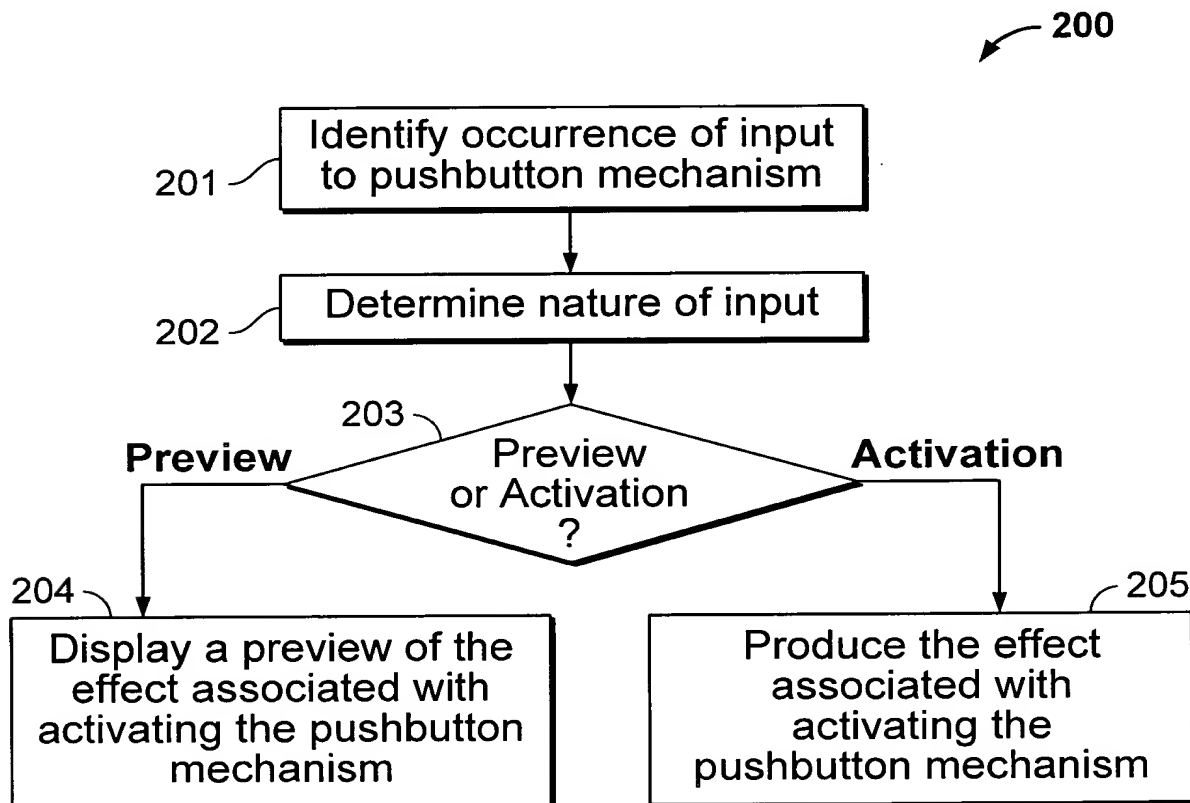 200
Identify occurrence of input
to pushbutton mechanism
201
Determine nature of input
202
203
Preview
or Activation
?
Preview
Activation
204
Display a preview of the
effect associated with
activating the pushbutton
mechanism
205
Produce the effect
associated with
activating the
pushbutton mechanism